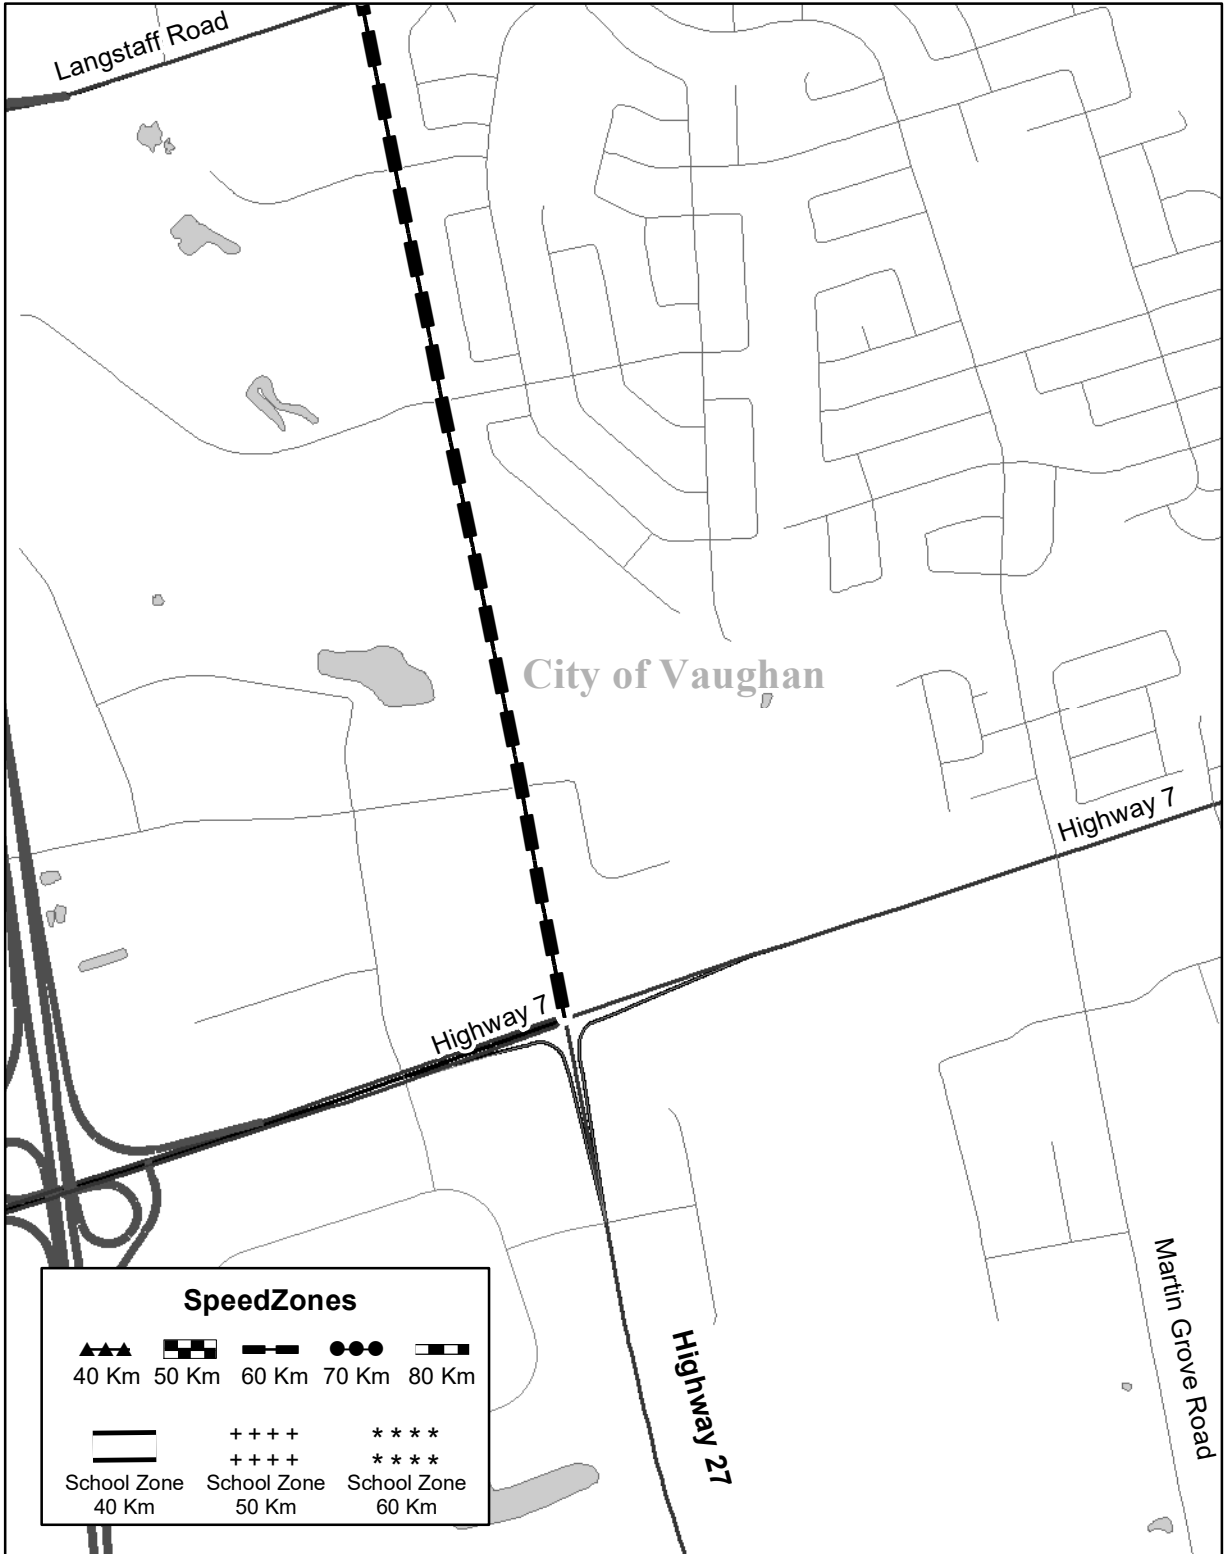 Langstaff Road
City of Vaughan
Highway 7
Highway 7
Martin Grove Road
Highway 27
SpeedZones
40 Km 50 Km 60 Km 70 Km 80 Km
School Zone School Zone School Zone
40 Km 50 Km 60 Km